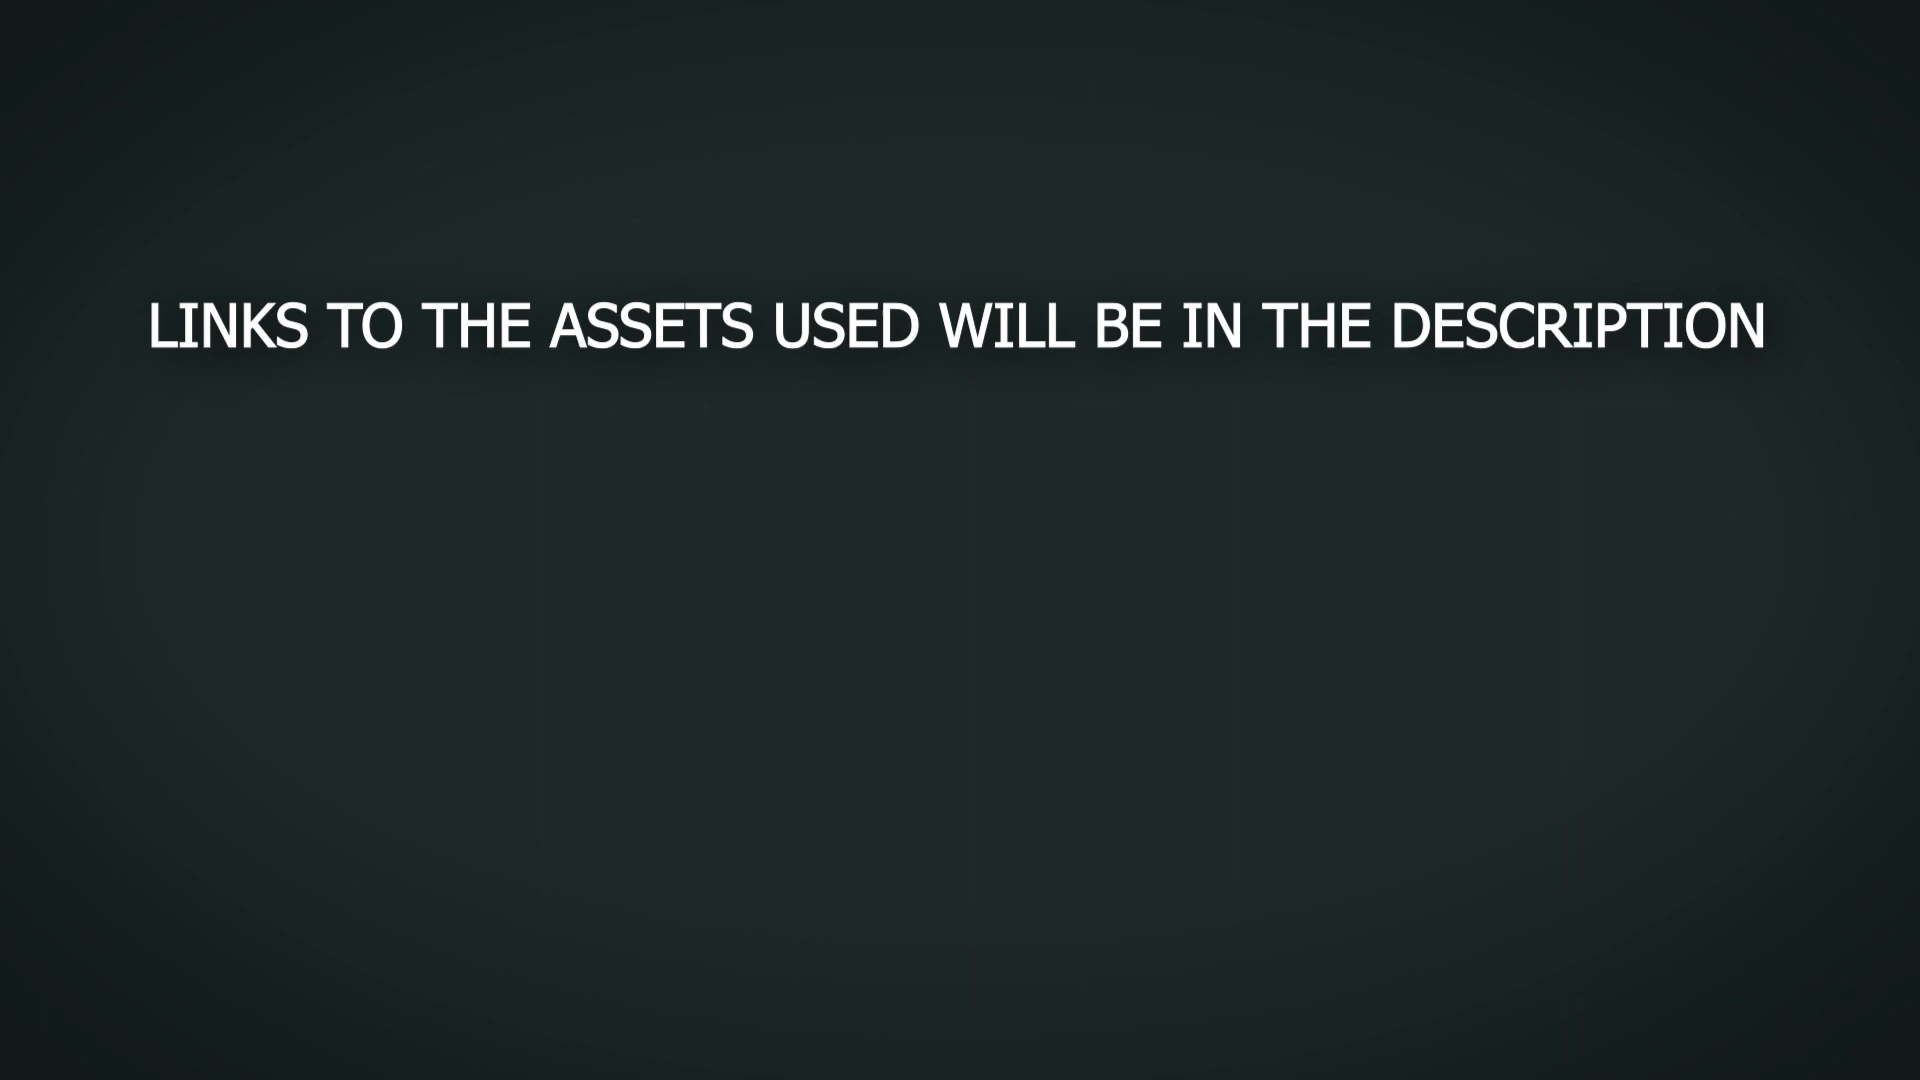 LINKS TO THE ASSETS USED WILL BE IN THE DESCRIPTION